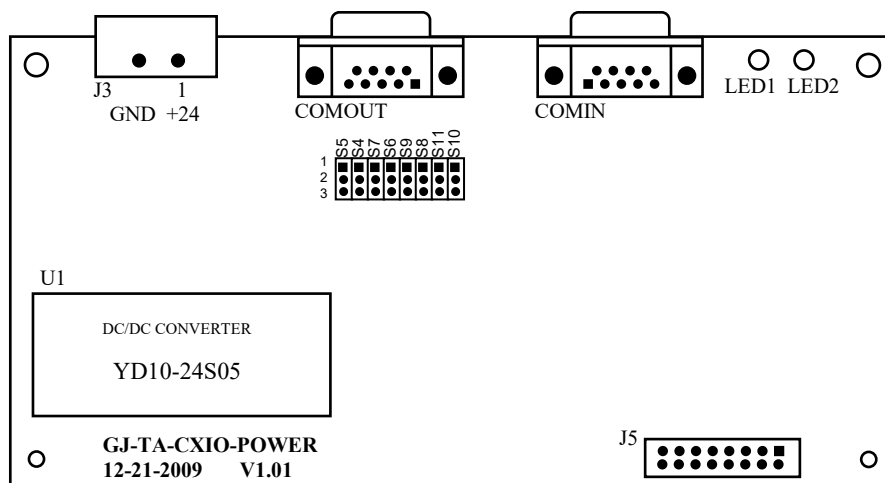 J3
1
GND +24
COMOUT
COMIN
LED1 LED2
S5 S4 S7 S6 S9 S8 S11 S10
1
2
3
U1
DC/DC CONVERTER
YD10-24S05
GJ-TA-CXIO-POWER
12-21-2009 V1.01
J5